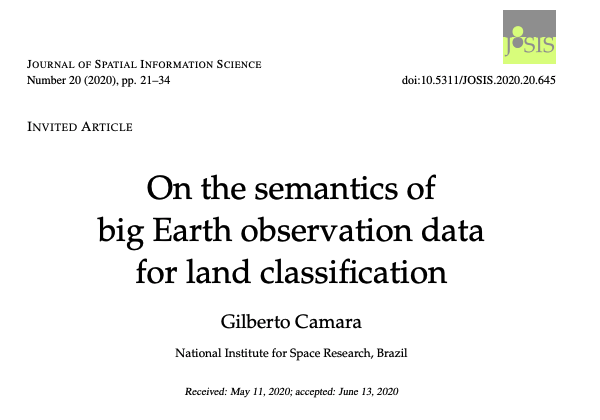 JOSIS
JOURNAL OF SPATIAL INFORMATION SCIENCE
Number 20 (2020), pp. 21–34
doi:10.5311/JOSIS.2020.20.645
INVITED ARTICLE
On the semantics of
big Earth observation data
for land classification
Gilberto Camara
National Institute for Space Research, Brazil
Received: May 11, 2020; accepted: June 13, 2020